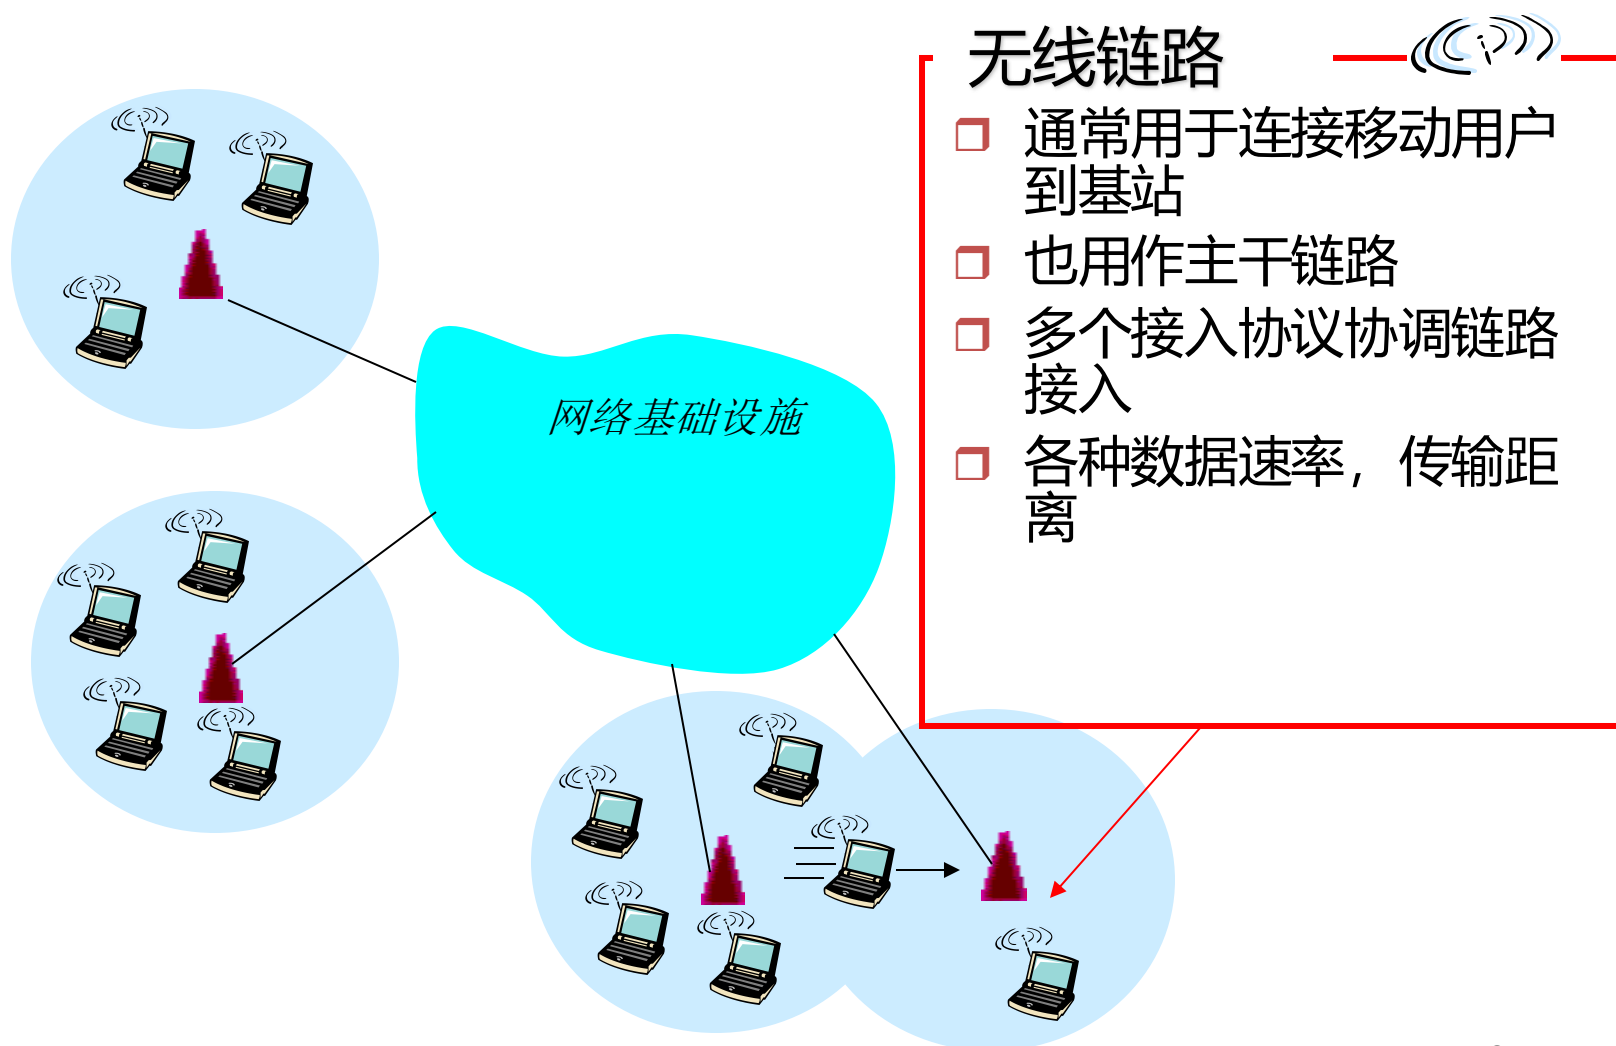 无线链路
通常用于连接移动用户
到基站
也用作主干链路
多个接入协议协调链路
接入
各种数据速率，传输距
离
网络基础设施